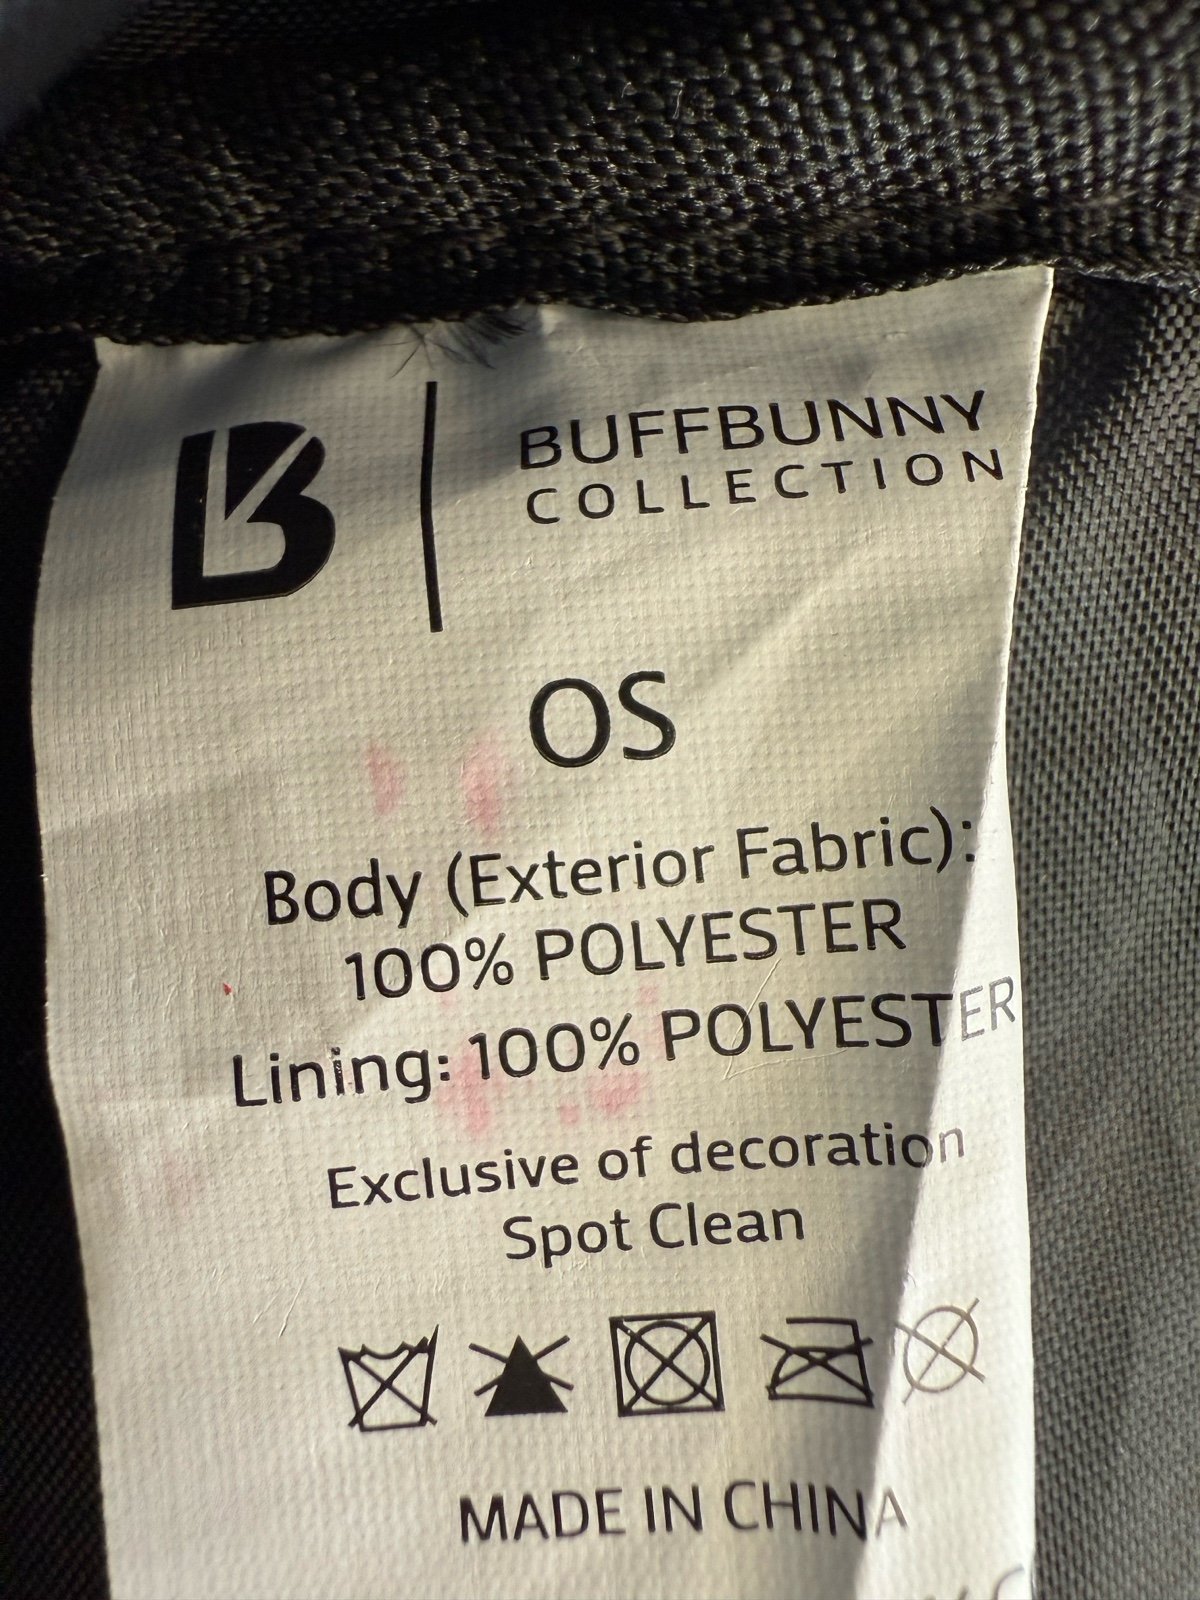 B
BUFFBUNNY
COLLECTION
OS
Body (Exterior Fabric):
100% POLYESTER
Lining: 100% POLYESTER
Exclusive of decoration
Spot Clean
MADE IN CHINA